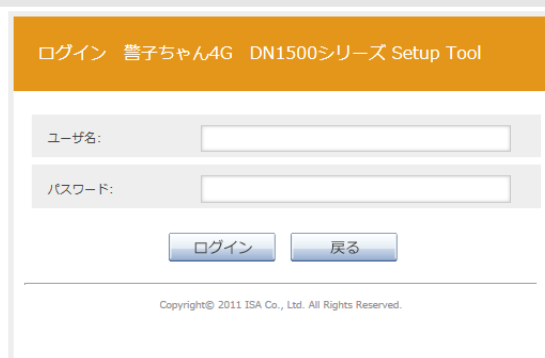 ログイン　警子ちゃん4G　DN1500シリーズ Setup Tool
ユーザ名:
パスワード:
ログイン 戻る
Copyright© 2011 ISA Co., Ltd. All Rights Reserved.